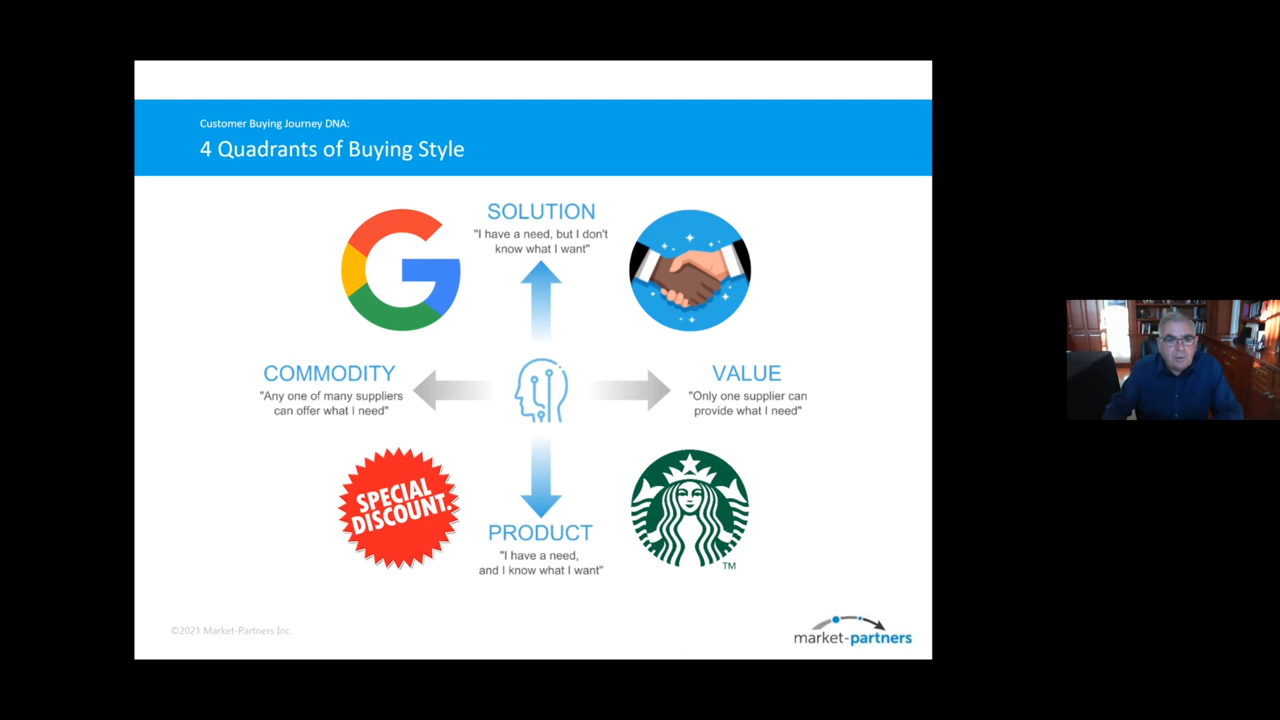 Customer Buying Journey DNA:
4 Quadrants of Buying Style
SOLUTION
"I have a need, but I don't
know what I want"
COMMODITY
"Any one of many suppliers
can offer what I need"
VALUE
"Only one supplier can
provide what I need"
SPECIAL
DISCOUNT.
PRODUCT
"I have a need,
and I know what I want"
TM
©2021 Market-Partners Inc.
market-partners